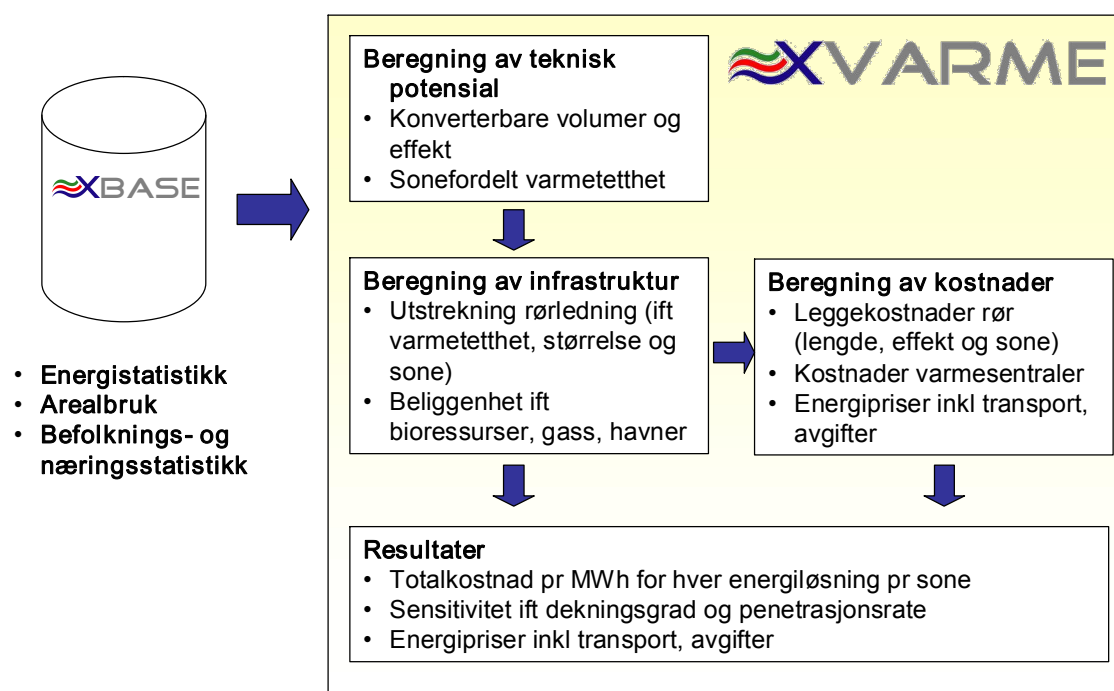 XBASE
• Energistatistikk
• Arealbruk
• Befolknings- og
næringsstatistikk
XVARME
Beregning av teknisk
potensial
• Konverterbare volumer og
effekt
• Sonefordelt varmetetthet
Beregning av infrastruktur
• Utstrekning rørledning (ift
varmetetthet, størrelse og
sone)
• Beliggenhet ift
bioressurser, gass, havner
Beregning av kostnader
• Leggekostnader rør
(lengde, effekt og sone)
• Kostnader varmesentraler
• Energipriser inkl transport,
avgifter
Resultater
• Totalkostnad pr MWh for hver energiløsning pr sone
• Sensitivitet ift dekningsgrad og penetrasjonsrate
• Energipriser inkl transport, avgifter